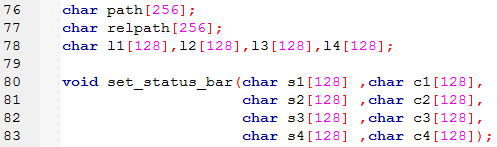 76 char path[256];
77 char relpath[256];
78 char l1[128],l2[128],l3[128],l4[128];
79
80 void set_status_bar(char s1[128] ,char c1[128],
81 char s2[128] ,char c2[128],
82 char s3[128] ,char c3[128],
83 char s4[128] ,char c4[128]);